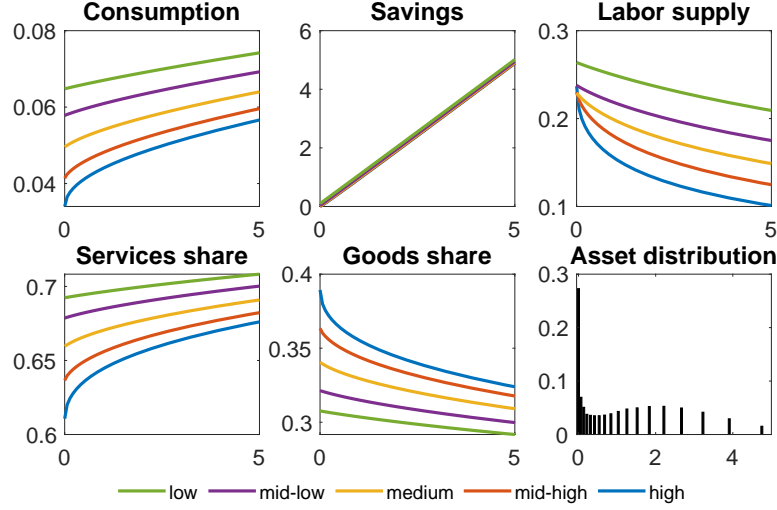 Consumption Savings Labor supply
0.08 6 0.3
0.06 4 0.2
0.04 2
0 0.1
0 5 0 5 0 5
Services share Goods share Asset distribution
0.7 0.4 0.3
0.2
0.65 0.35
0.1
0.6 0.3 0
0 5 0 5 0 2 4
low mid-low medium mid-high high